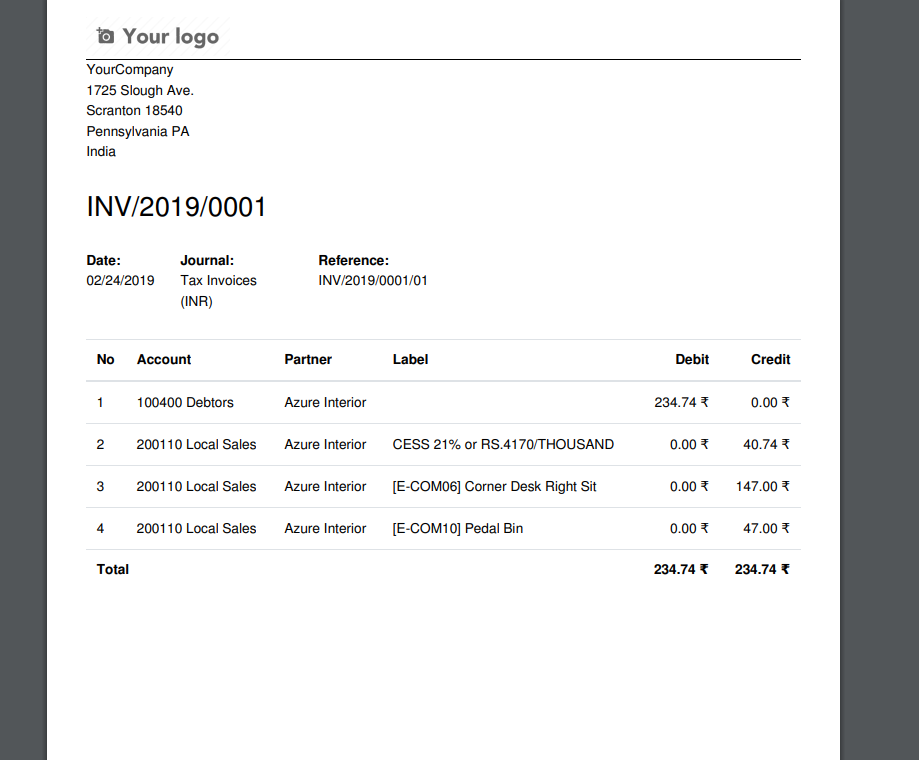 Your logo
YourCompany
1725 Slough Ave.
Scranton 18540
Pennsylvania PA
India
INV/2019/0001
Date: Journal: Reference:
02/24/2019 Tax Invoices INV/2019/0001/01
(INR)
No Account Partner Label Debit Credit
1 100400 Debtors Azure Interior 234.74 ₹ 0.00 ₹
2 200110 Local Sales Azure Interior CESS 21% or RS.4170/THOUSAND 0.00 ₹ 40.74 ₹
3 200110 Local Sales Azure Interior [E-COM06] Corner Desk Right Sit 0.00 ₹ 147.00 ₹
4 200110 Local Sales Azure Interior [E-COM10] Pedal Bin 0.00 ₹ 47.00 ₹
Total 234.74 ₹ 234.74 ₹